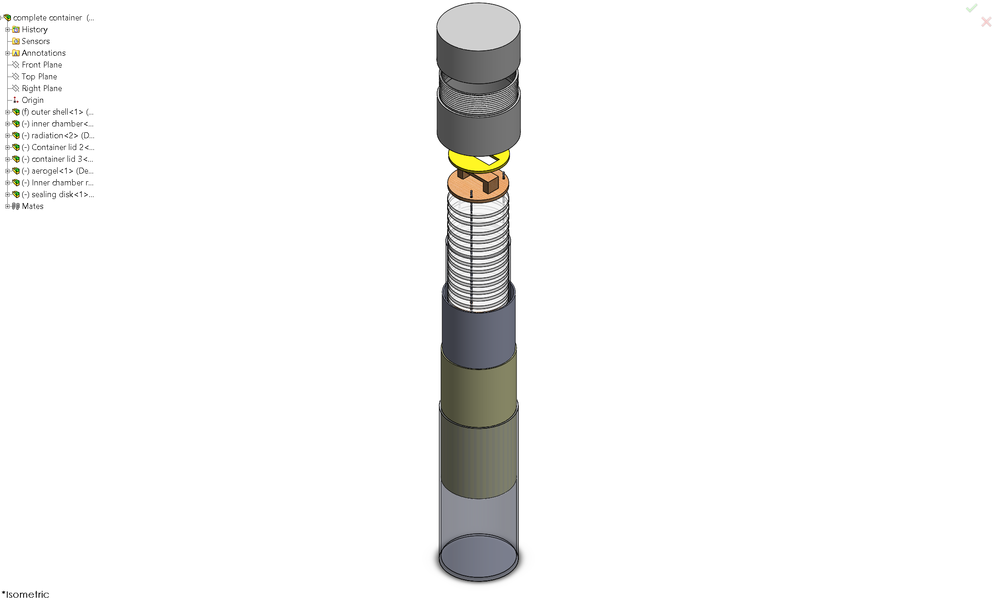 complete container (...
History
Sensors
Annotations
Front Plane
Top Plane
Right Plane
Origin
(f) outer shell<1> (...
(-) inner chamber<...
(-) radiation<2> (D...
(-) Container lid 2<...
(-) container lid 3<...
(-) aerogel<1> (De...
(-) Inner chamber r...
(-) sealing disk<1>...
Mates
*Isometric